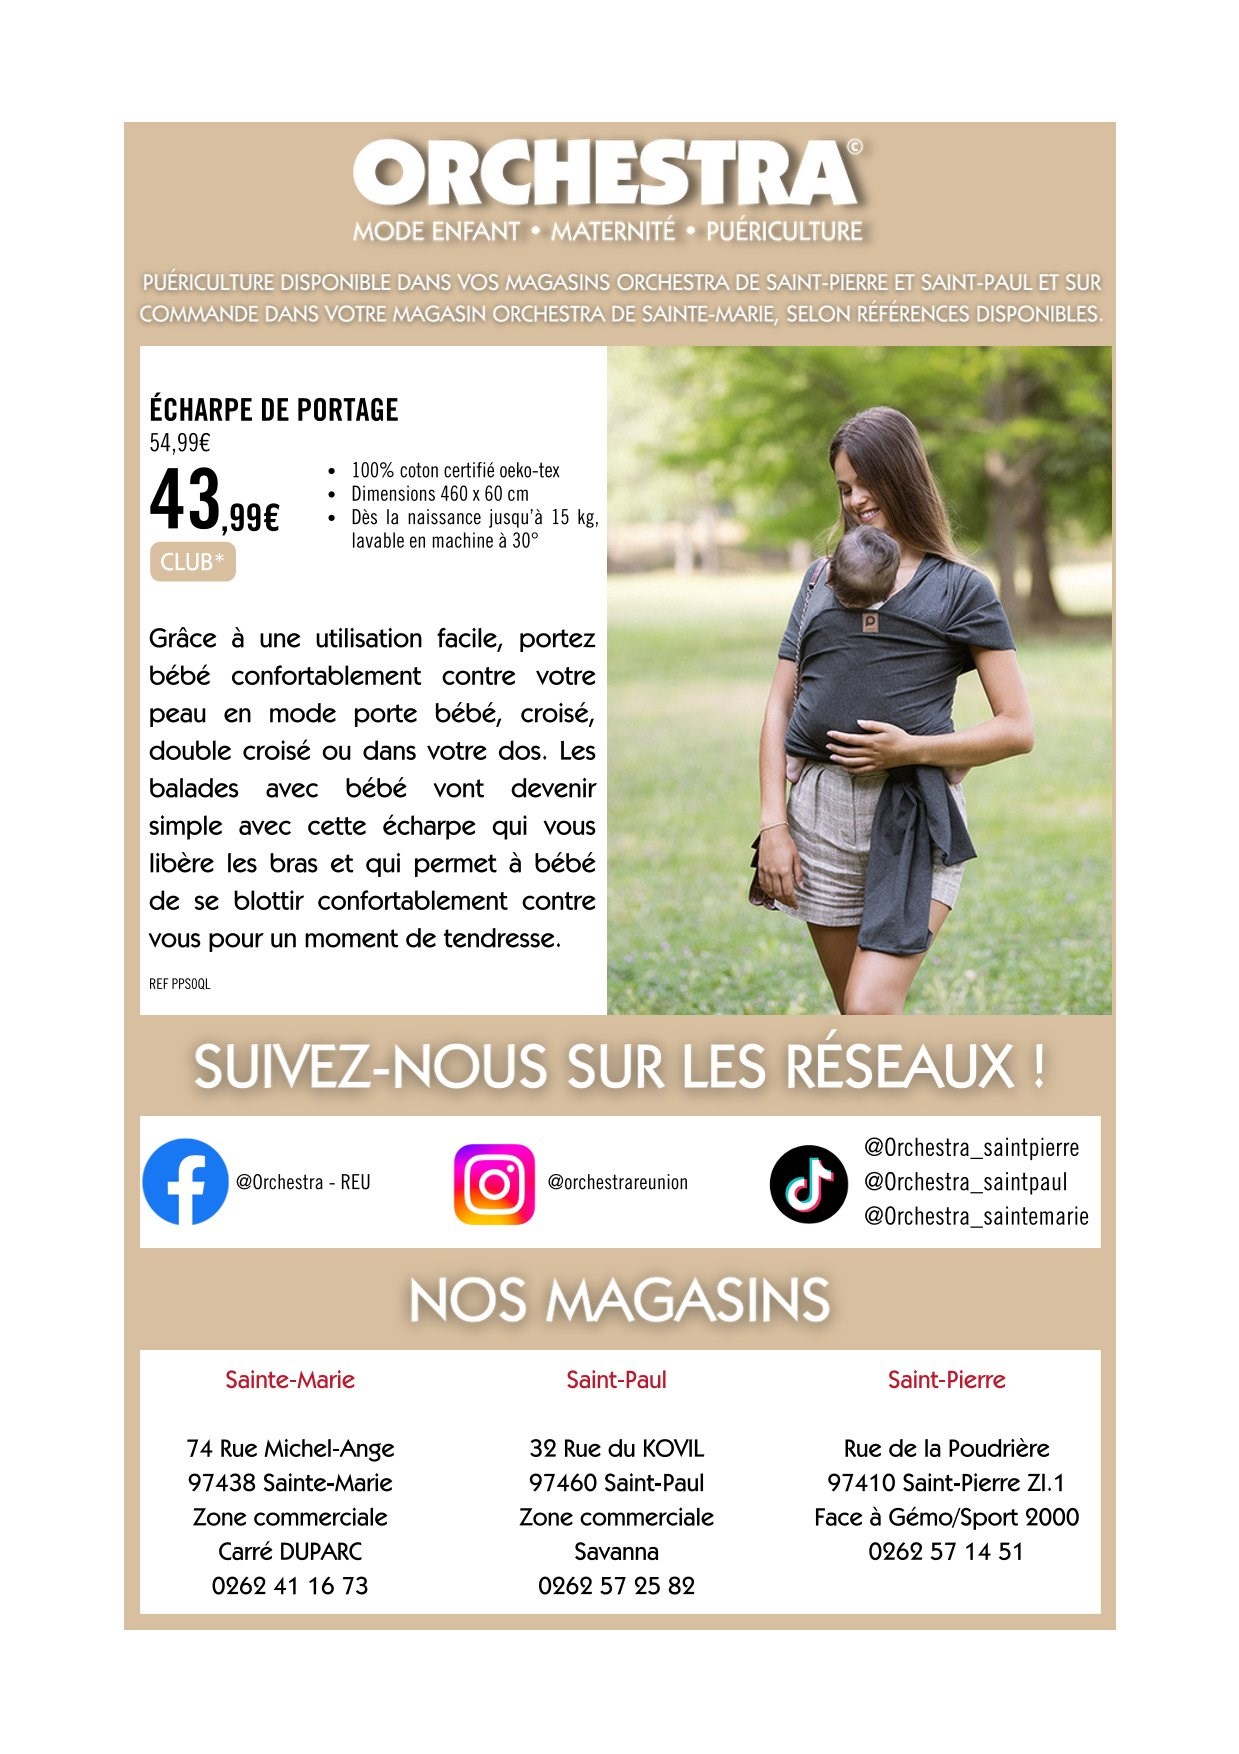 ORCHESTRA©
MODE ENFANT • MATERNITÉ • PUÉRICULTURE
PUÉRICULTURE DISPONIBLE DANS VOS MAGASINS ORCHESTRA DE SAINT-PIERRE ET SAINT-PAUL ET SUR
COMMANDE DANS VOTRE MAGASIN ORCHESTRA DE SAINTE-MARIE, SELON RÉFÉRENCES DISPONIBLES.
ÉCHARPE DE PORTAGE
54,99€
43,99€
CLUB*
• 100% coton certifié oeko-tex
• Dimensions 460 x 60 cm
• Dès la naissance jusqu'à 15 kg,
lavable en machine à 30°
Grâce à une utilisation facile, portez
bébé confortablement contre votre
peau en mode porte bébé, croisé,
double croisé ou dans votre dos. Les
balades avec bébé vont devenir
simple avec cette écharpe qui vous
libère les bras et qui permet à bébé
de se blottir confortablement contre
vous pour un moment de tendresse.
REF PPS0QL
SUIVEZ-NOUS SUR LES RÉSEAUX !
@Orchestra - REU
@orchestrareunion
@Orchestra_saintpierre
@Orchestra_saintpaul
@Orchestra_saintemarie
NOS MAGASINS
Sainte-Marie
74 Rue Michel-Ange
97438 Sainte-Marie
Zone commerciale
Carré DUPARC
0262 41 16 73
Saint-Paul
32 Rue du KOVIL
97460 Saint-Paul
Zone commerciale
Savanna
0262 57 25 82
Saint-Pierre
Rue de la Poudrière
97410 Saint-Pierre ZI.1
Face à Gémo/Sport 2000
0262 57 14 51